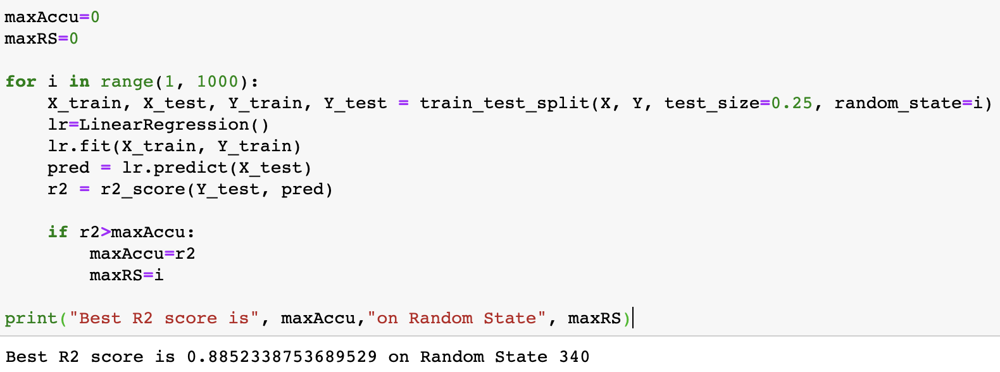 maxAccu=0
maxRS=0
for i in range(1, 1000):
X_train, X_test, Y_train, Y_test = train_test_split(X, Y, test_size=0.25, random_state=i)
lr=LinearRegression()
lr.fit(X_train, Y_train)
pred = lr.predict(X_test)
r2 = r2_score(Y_test, pred)
if r2>maxAccu:
maxAccu=r2
maxRS=i
print("Best R2 score is", maxAccu,"on Random State", maxRS)
Best R2 score is 0.8852338753689529 on Random State 340